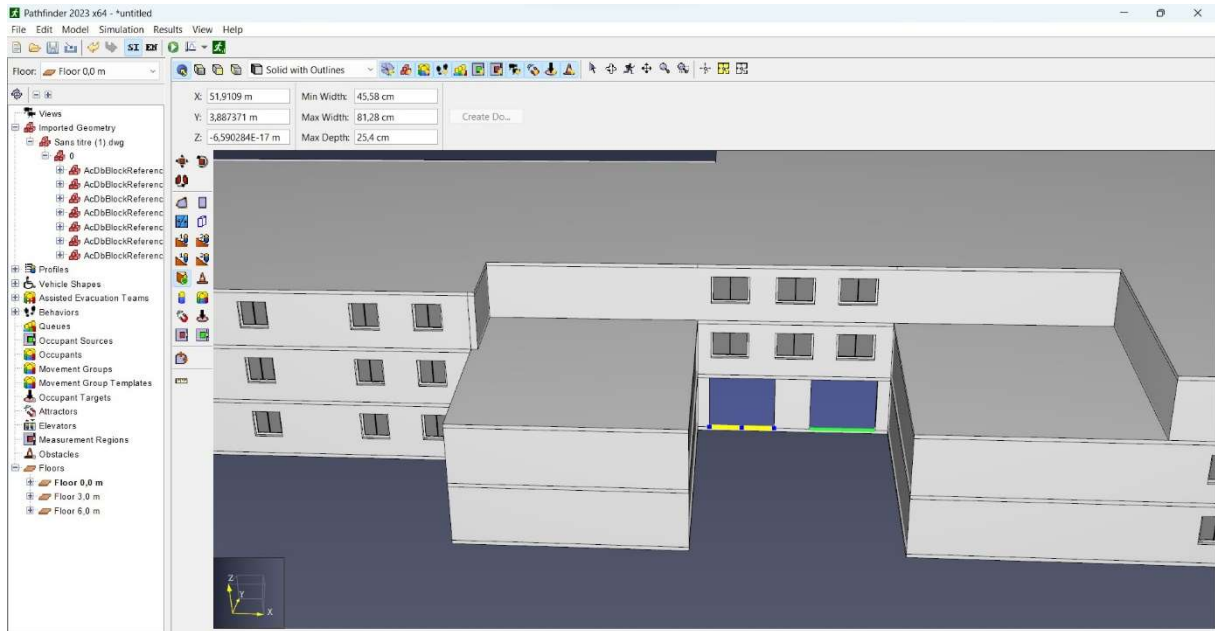 Pathfinder 2023 x64 - *untitled
File Edit Model Simulation Results View Help
SI EN
Floor: Floor 0,0 m
Solid with Outlines
X: 51,9109 m Min Width: 45,58 cm
Y: 3,887371 m Max Width: 81,28 cm Create Do...
Z: -6,590284E-17 m Max Depth: 25,4 cm
Views
Imported Geometry
Sans titre (1).dwg
0
AcDbBlockReferenc
AcDbBlockReferenc
AcDbBlockReferenc
AcDbBlockReferenc
AcDbBlockReferenc
AcDbBlockReferenc
AcDbBlockReferenc
Profiles
Vehicle Shapes
Assisted Evacuation Teams
Behaviors
Queues
Occupant Sources
Occupants
Movement Groups
Movement Group Templates
Occupant Targets
Attractors
Elevators
Measurement Regions
Obstacles
Floors
Floor 0,0 m
Floor 3,0 m
Floor 6,0 m
Z
Y
X